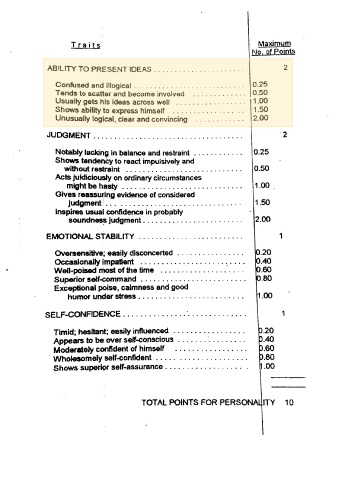 Traits
Maximum
No. of Points
ABILITY TO PRESENT IDEAS ...................... 2
Confused and illogical ......................... 0.25
Tends to scatter and become involved .............. 0.50
Usually gets his ideas across well ................. 1.00
Shows ability to express himself .................. 1.50
Unusually logical, clear and convincing ............. 2.00
JUDGMENT .................................. 2
Notably lacking in balance and restraint ........... 0.25
Shows tendency to react impulsively and
without restraint ......................... 0.50
Acts juidiciously on ordinary circumstances
might be hasty ......................... 1.00
Gives reassuring evidence of considered
judgment ............................. 1.50
Inspires usual confidence in probably
soundness judgment ..................... 2.00
EMOTIONAL STABILITY ........................ 1
Oversensitive; easily disconcerted ............... 0.20
Occasionally impatient ........................ 0.40
Well-poised most of the time ................... 0.60
Superior self-command ....................... 0.80
Exceptional poise, calmness and good
humor under stress ....................... 1.00
SELF-CONFIDENCE ........................... 1
Timid; hesitant; easily influenced ................ 0.20
Appears to be over self-conscious ................ 0.40
Moderately confident of himself ................. 0.60
Wholesomely self-confident .................... 0.80
Shows superior self-assurance ................... 1.00
TOTAL POINTS FOR PERSONALITY 10